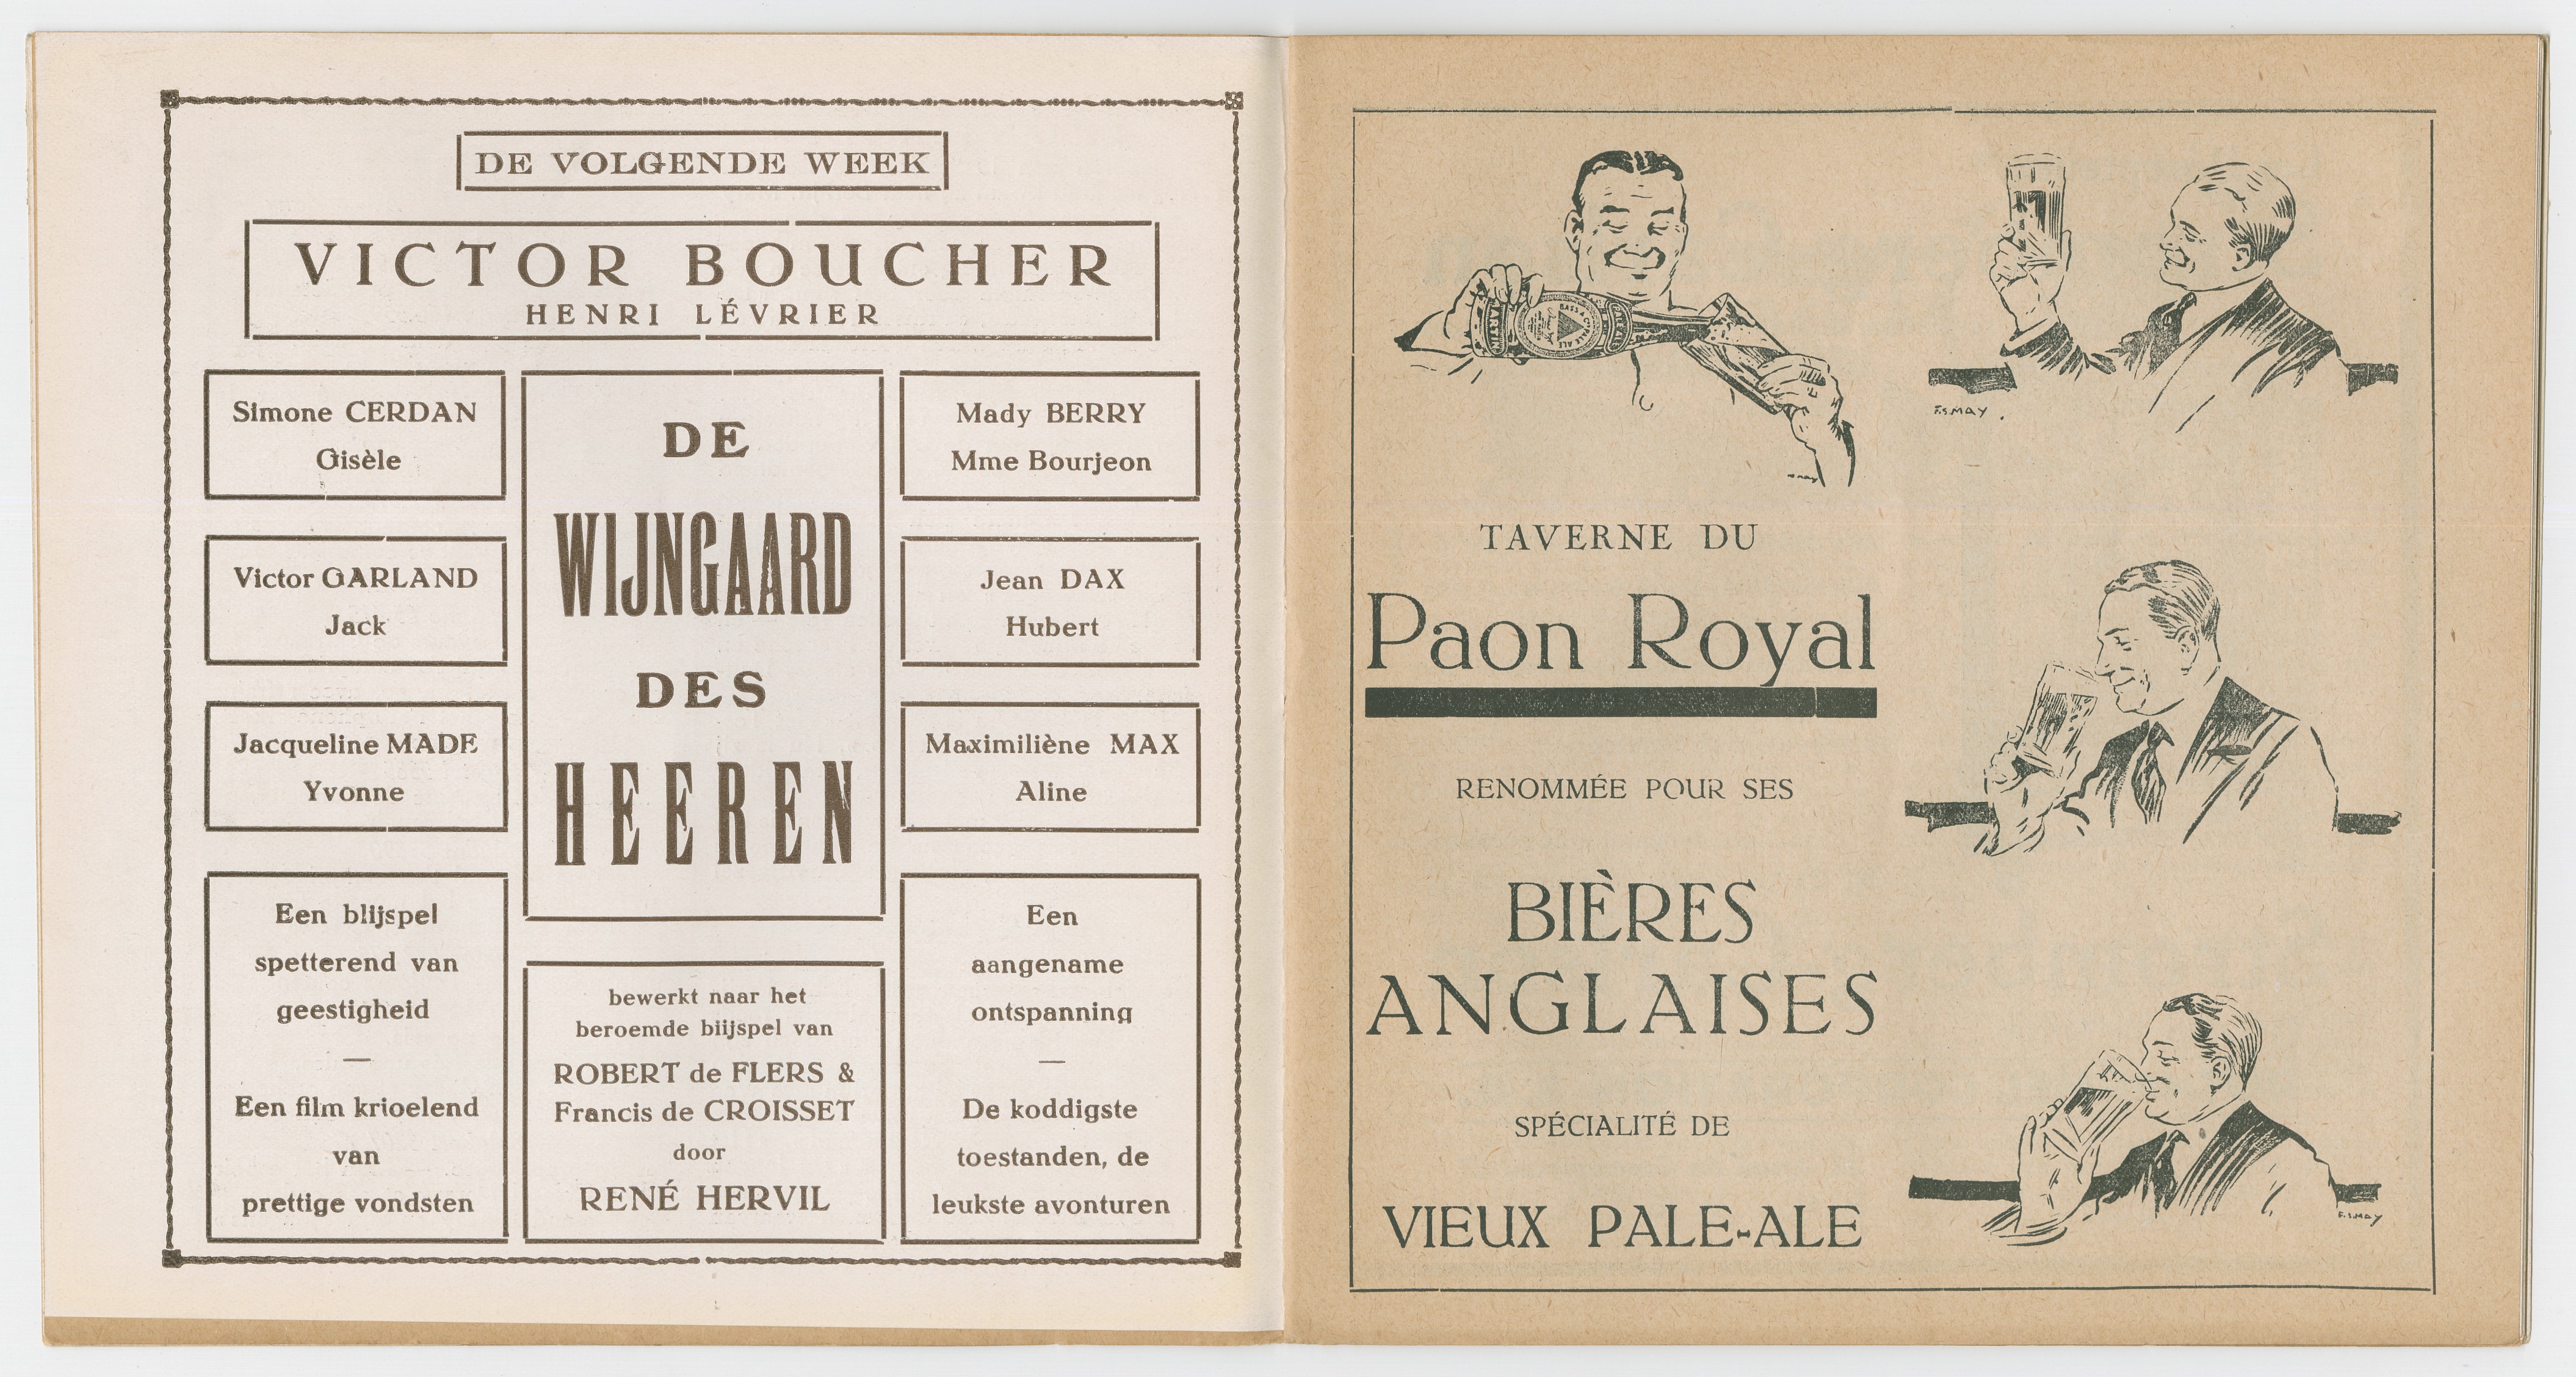 DE VOLGENDE WEEK
VICTOR BOUCHER
HENRI LÉVRIER
Simone CERDAN
Gisèle
Victor GARLAND
Jack
Jacqueline MADE
Yvonne
DE
WIJNGAARD
DES
HEEREN
Mady BERRY
Mme Bourjeon
Jean DAX
Hubert
Maximiliène MAX
Aline
Een blijspel
spetterend van
geestigheid
—
Een film krioelend
van
prettige vondsten
bewerkt naar het
beroemde biijspel van
ROBERT de FLERS &
Francis de CROISSET
door
RENÉ HERVIL
Een
aangename
ontspanning
—
De koddigste
toestanden, de
leukste avonturen
F.S.MAY.
TAVERNE DU
Paon Royal
RENOMMÉE POUR SES
BIÈRES
ANGLAISES
SPÉCIALITÉ DE
VIEUX PALE-ALE
F.S.MAY